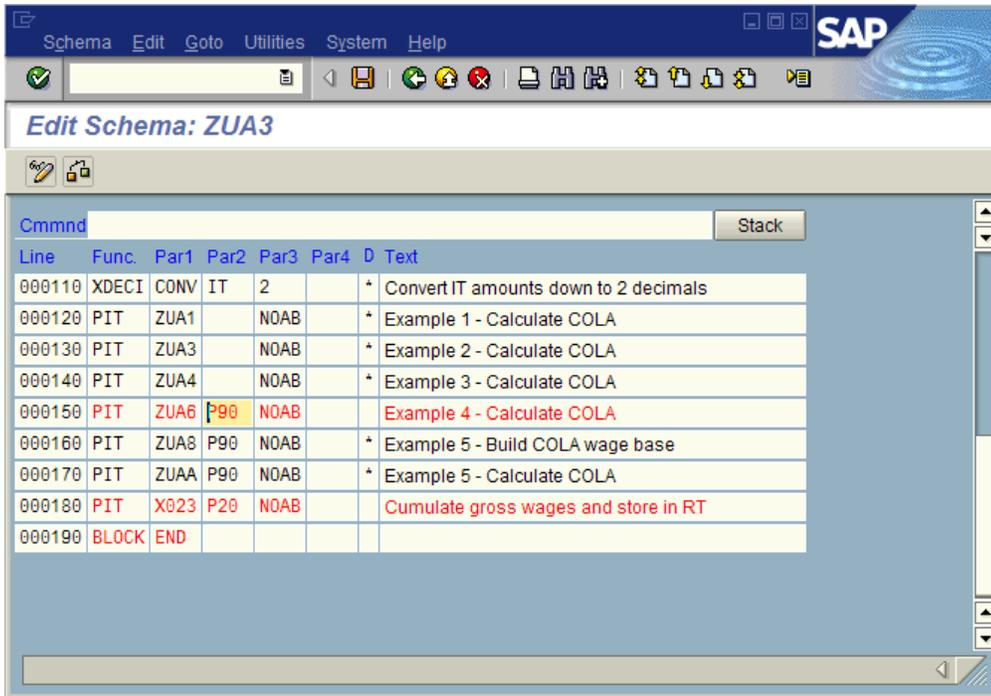 Schema Edit Goto Utilities System Help
SAP
Edit Schema: ZUA3
Cmmnd Stack
Line Func. Par1 Par2 Par3 Par4 D Text
000110 XDECI CONV IT 2 * Convert IT amounts down to 2 decimals
000120 PIT ZUA1 NOAB * Example 1 - Calculate COLA
000130 PIT ZUA3 NOAB * Example 2 - Calculate COLA
000140 PIT ZUA4 NOAB * Example 3 - Calculate COLA
000150 PIT ZUA6 P90 NOAB Example 4 - Calculate COLA
000160 PIT ZUA8 P90 NOAB * Example 5 - Build COLA wage base
000170 PIT ZUAA P90 NOAB * Example 5 - Calculate COLA
000180 PIT X023 P20 NOAB Cumulate gross wages and store in RT
000190 BLOCK END